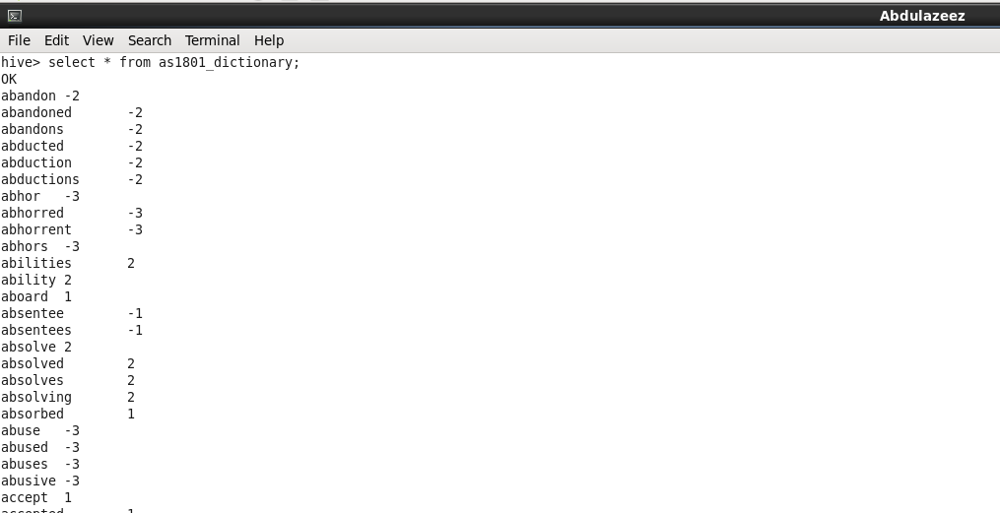 Abdulazeez
File Edit View Search Terminal Help
hive> select * from as1801_dictionary;
OK
abandon -2
abandoned -2
abandons -2
abducted -2
abduction -2
abductions -2
abhor -3
abhorred -3
abhorrent -3
abhors -3
abilities 2
ability 2
aboard 1
absentee -1
absentees -1
absolve 2
absolved 2
absolves 2
absolving 2
absorbed 1
abuse -3
abused -3
abuses -3
abusive -3
accept 1
accepted 1